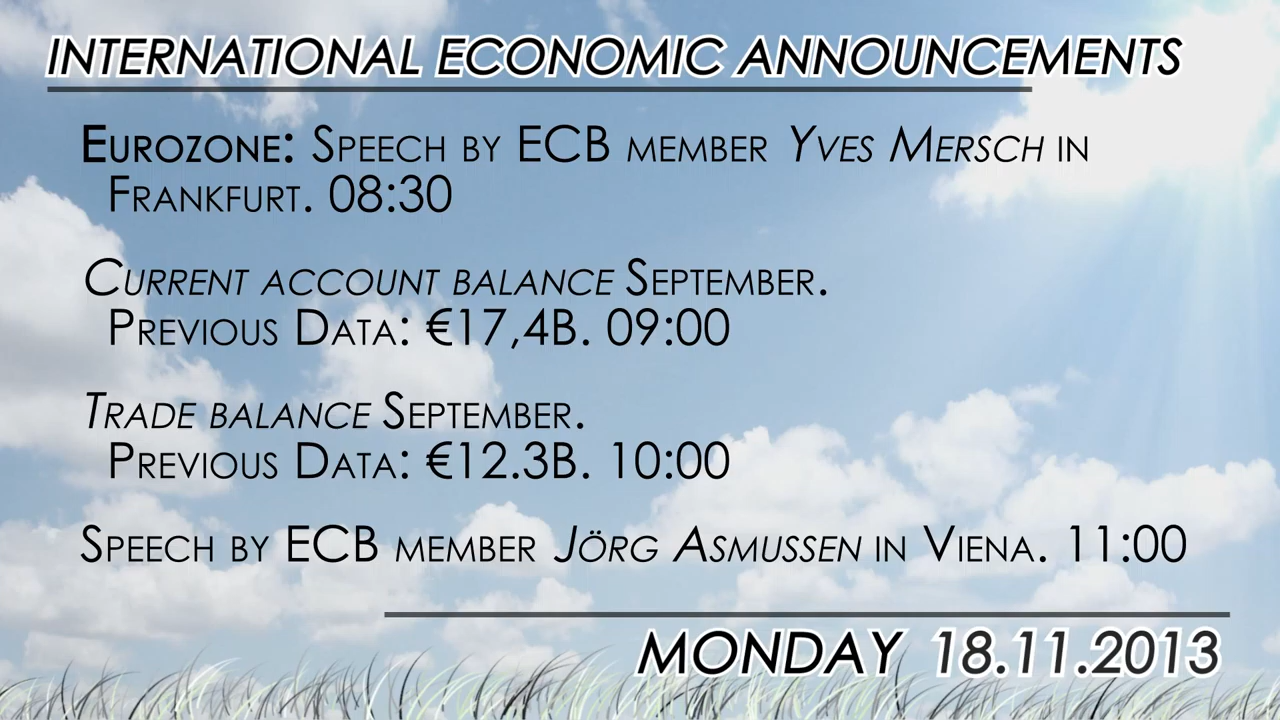 INTERNATIONAL ECONOMIC ANNOUNCEMENTS
EUROZONE: SPEECH BY ECB MEMBER YVES MERSCH IN
FRANKFURT. 08:30
CURRENT ACCOUNT BALANCE SEPTEMBER.
PREVIOUS DATA: €17,4B. 09:00
TRADE BALANCE SEPTEMBER.
PREVIOUS DATA: €12.3B. 10:00
SPEECH BY ECB MEMBER JÖRG ASMUSSEN IN VIENA. 11:00
MONDAY 18.11.2013